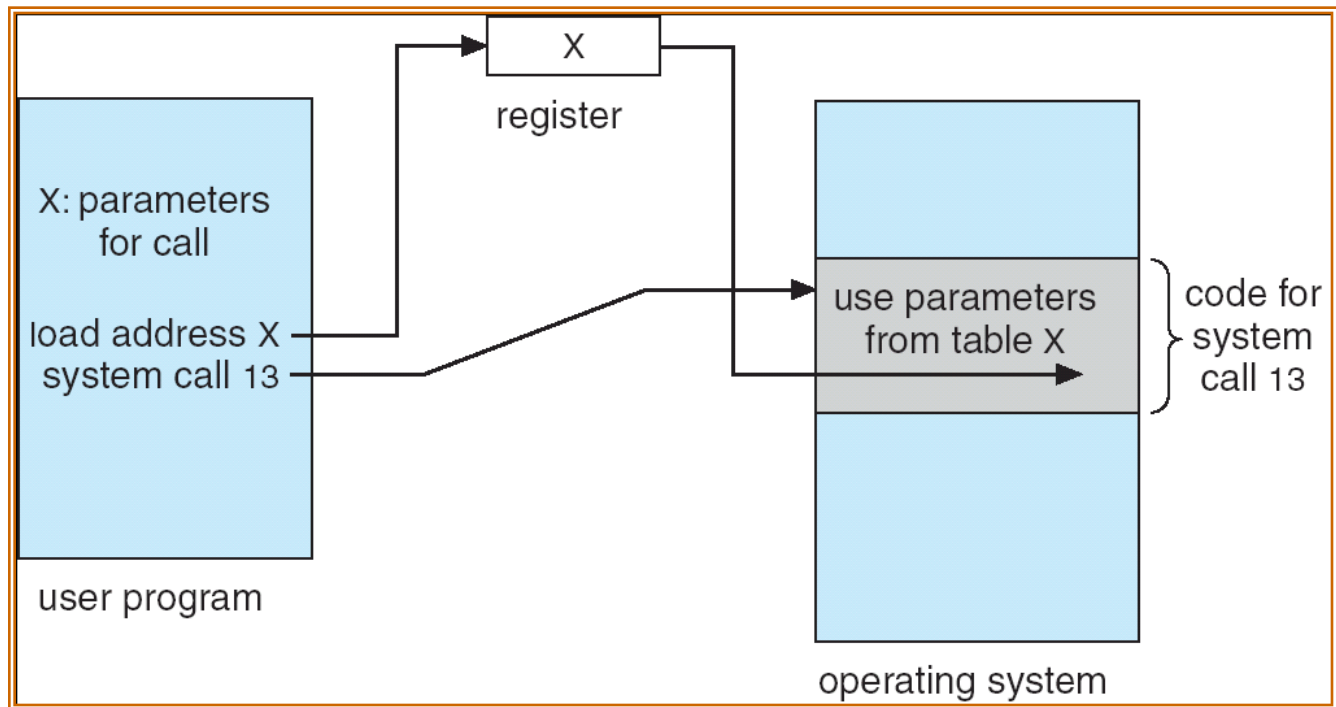 X
register
X: parameters
for call
load address X
system call 13
use parameters
from table X
code for
system
call 13
user program
operating system